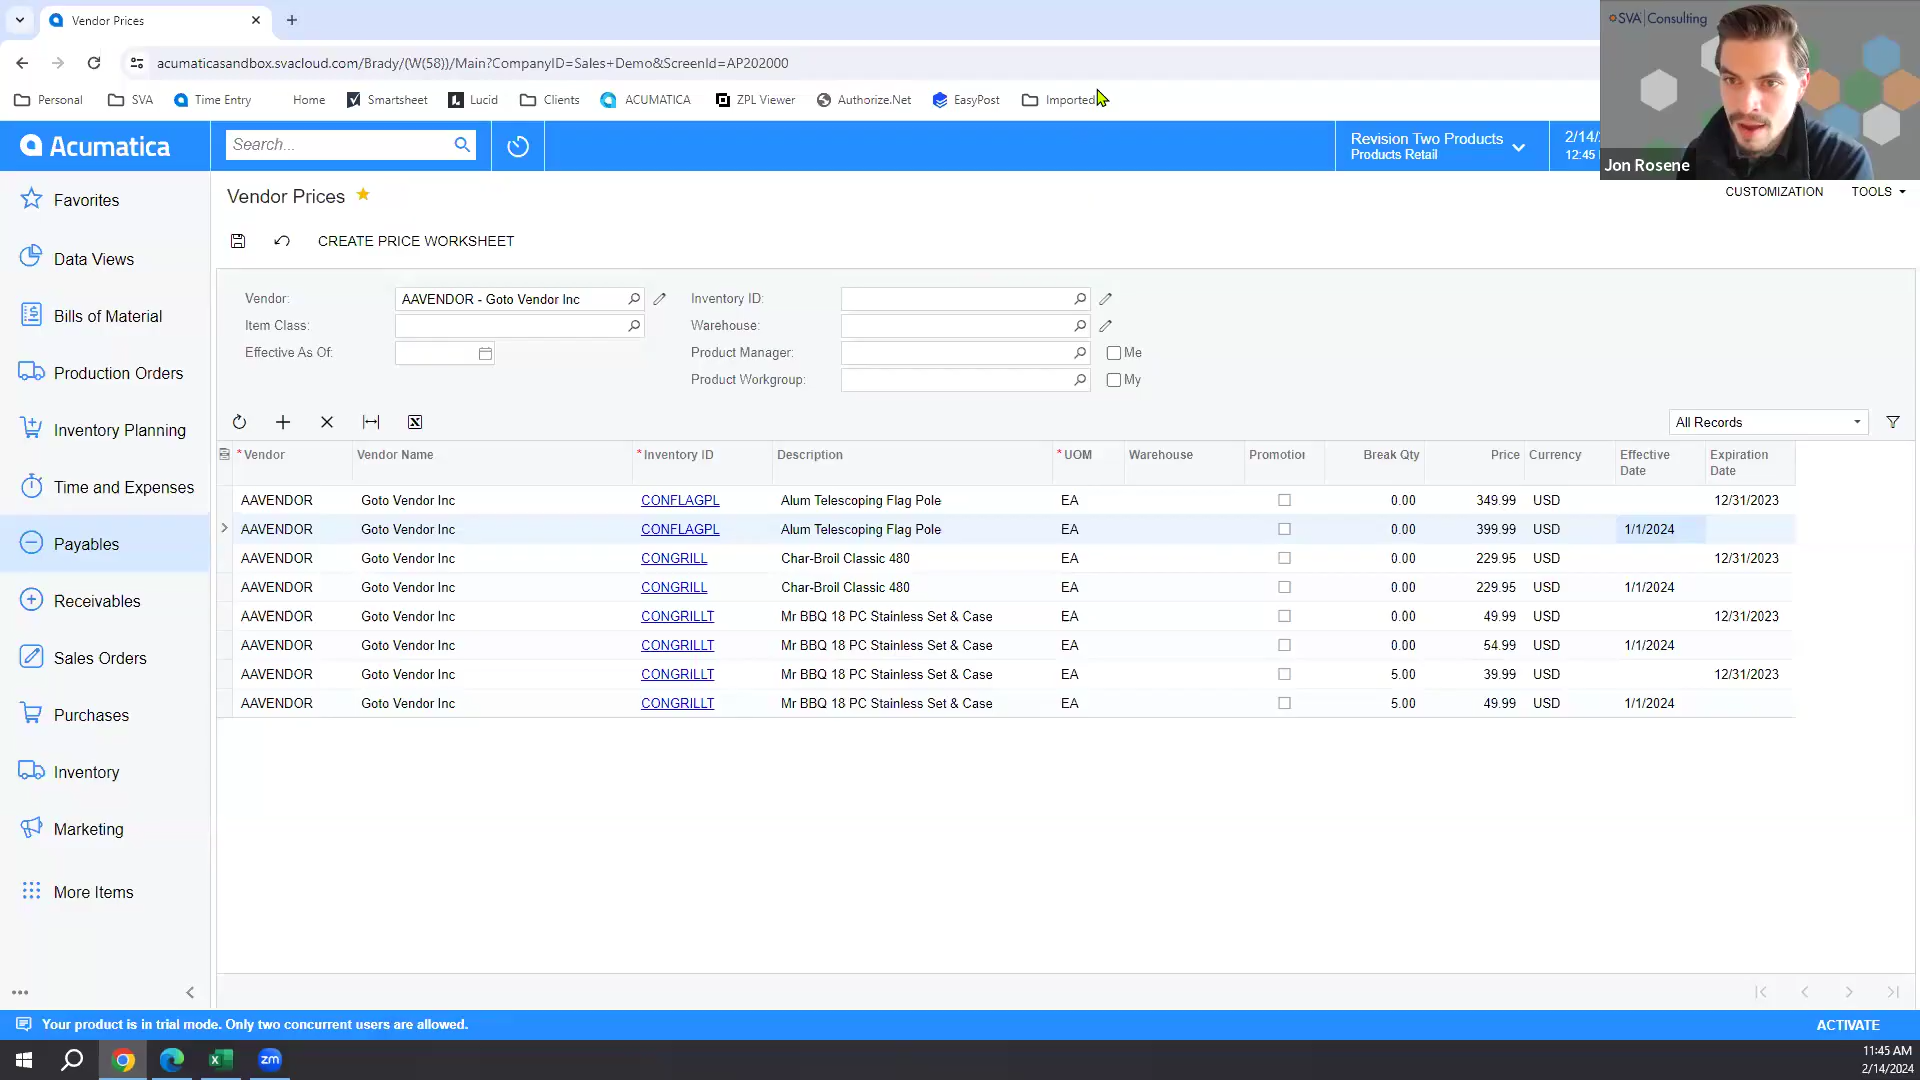 Vendor Prices
acumaticasandbox.svacloud.com/Brady/(W(58))/Main?CompanyID=Sales+Demo&ScreenId=AP202000
Personal SVA Time Entry Home Smartsheet Lucid Clients ACUMATICA ZPL Viewer Authorize.Net EasyPost Imported
SVA Consulting
Jon Rosene
Acumatica
Search...
Revision Two Products
Products Retail
2/14/
12:45
CUSTOMIZATION TOOLS
Favorites
Data Views
Bills of Material
Production Orders
Inventory Planning
Time and Expenses
Payables
Receivables
Sales Orders
Purchases
Inventory
Marketing
More Items
Vendor Prices
CREATE PRICE WORKSHEET
Vendor: AAVENDOR - Goto Vendor Inc Inventory ID:
Item Class: Warehouse:
Effective As Of: Product Manager: Me
Product Workgroup: My
All Records
*Vendor Vendor Name *Inventory ID Description *UOM Warehouse Promotior Break Qty Price Currency Effective Date Expiration Date
AAVENDOR Goto Vendor Inc CONFLAGPL Alum Telescoping Flag Pole EA 0.00 349.99 USD 12/31/2023
AAVENDOR Goto Vendor Inc CONFLAGPL Alum Telescoping Flag Pole EA 0.00 399.99 USD 1/1/2024
AAVENDOR Goto Vendor Inc CONGRILL Char-Broil Classic 480 EA 0.00 229.95 USD 12/31/2023
AAVENDOR Goto Vendor Inc CONGRILL Char-Broil Classic 480 EA 0.00 229.95 USD 1/1/2024
AAVENDOR Goto Vendor Inc CONGRILLT Mr BBQ 18 PC Stainless Set & Case EA 0.00 49.99 USD 12/31/2023
AAVENDOR Goto Vendor Inc CONGRILLT Mr BBQ 18 PC Stainless Set & Case EA 0.00 54.99 USD 1/1/2024
AAVENDOR Goto Vendor Inc CONGRILLT Mr BBQ 18 PC Stainless Set & Case EA 5.00 39.99 USD 12/31/2023
AAVENDOR Goto Vendor Inc CONGRILLT Mr BBQ 18 PC Stainless Set & Case EA 5.00 49.99 USD 1/1/2024
Your product is in trial mode. Only two concurrent users are allowed. ACTIVATE
zm
11:45 AM
2/14/2024